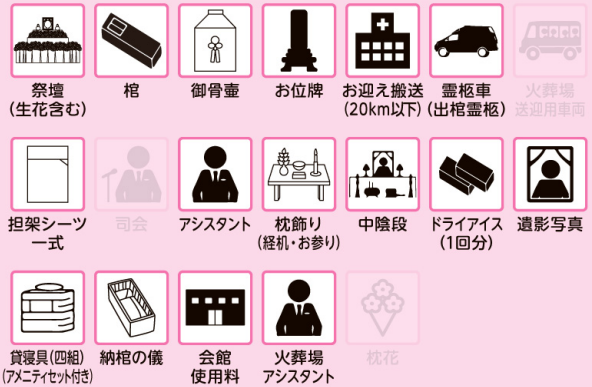 祭壇
(生花含む)
棺
御骨壷
お位牌
お迎え搬送
(20km以下)
霊柩車
(出棺霊柩)
火葬場
送迎用車両
担架シーツ
一式
司会
アシスタント
枕飾り
(経机・お参り)
中陰段
ドライアイス
(1回分)
遺影写真
貸寝具(四組)
(アメニティセット付き)
納棺の儀
会館
使用料
火葬場
アシスタント
枕花